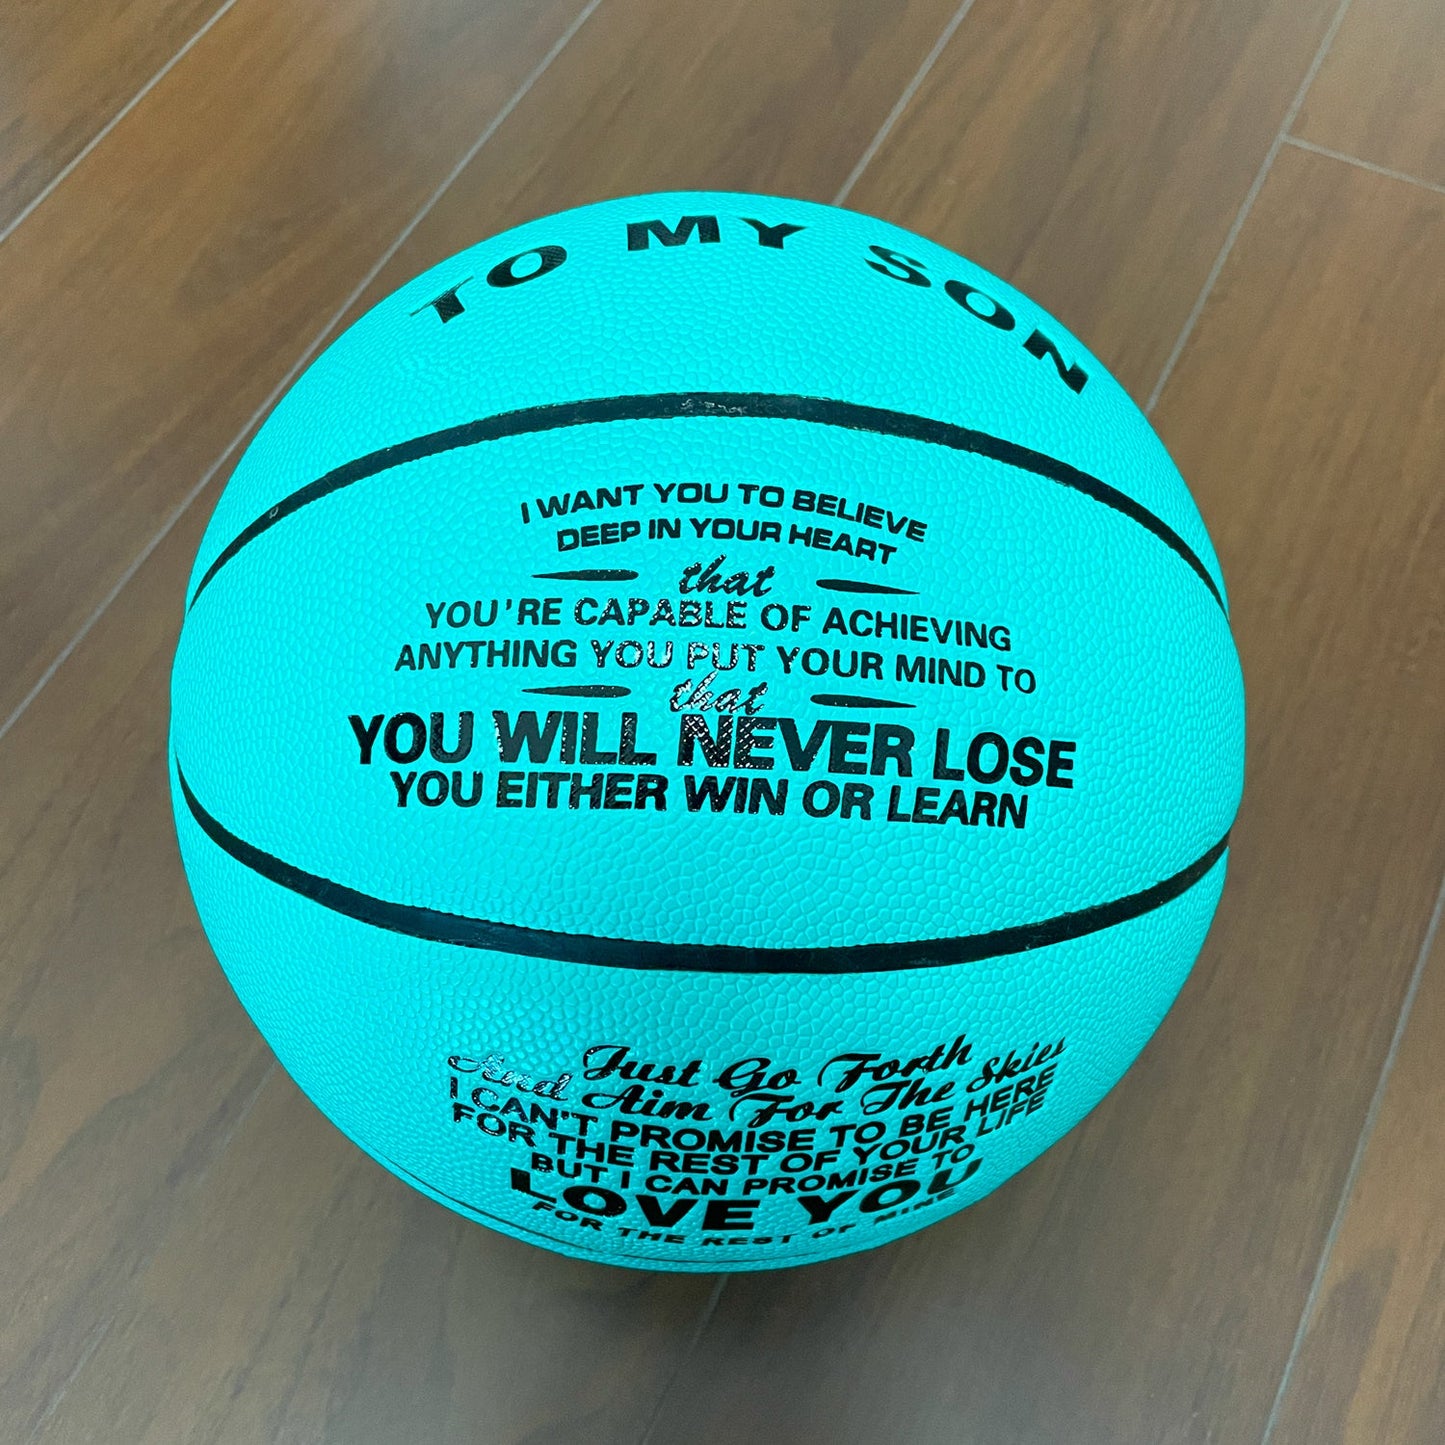 TO MY SON
I WANT YOU TO BELIEVE
DEEP IN YOUR HEART
that
YOU'RE CAPABLE OF ACHIEVING
ANYTHING YOU PUT YOUR MIND TO
that
YOU WILL NEVER LOSE
YOU EITHER WIN OR LEARN
Just Go Forth
And Aim For The Skies
I CAN'T PROMISE TO BE HERE
FOR THE REST OF YOUR LIFE
BUT I CAN PROMISE TO
LOVE YOU
FOR THE REST OF MINE